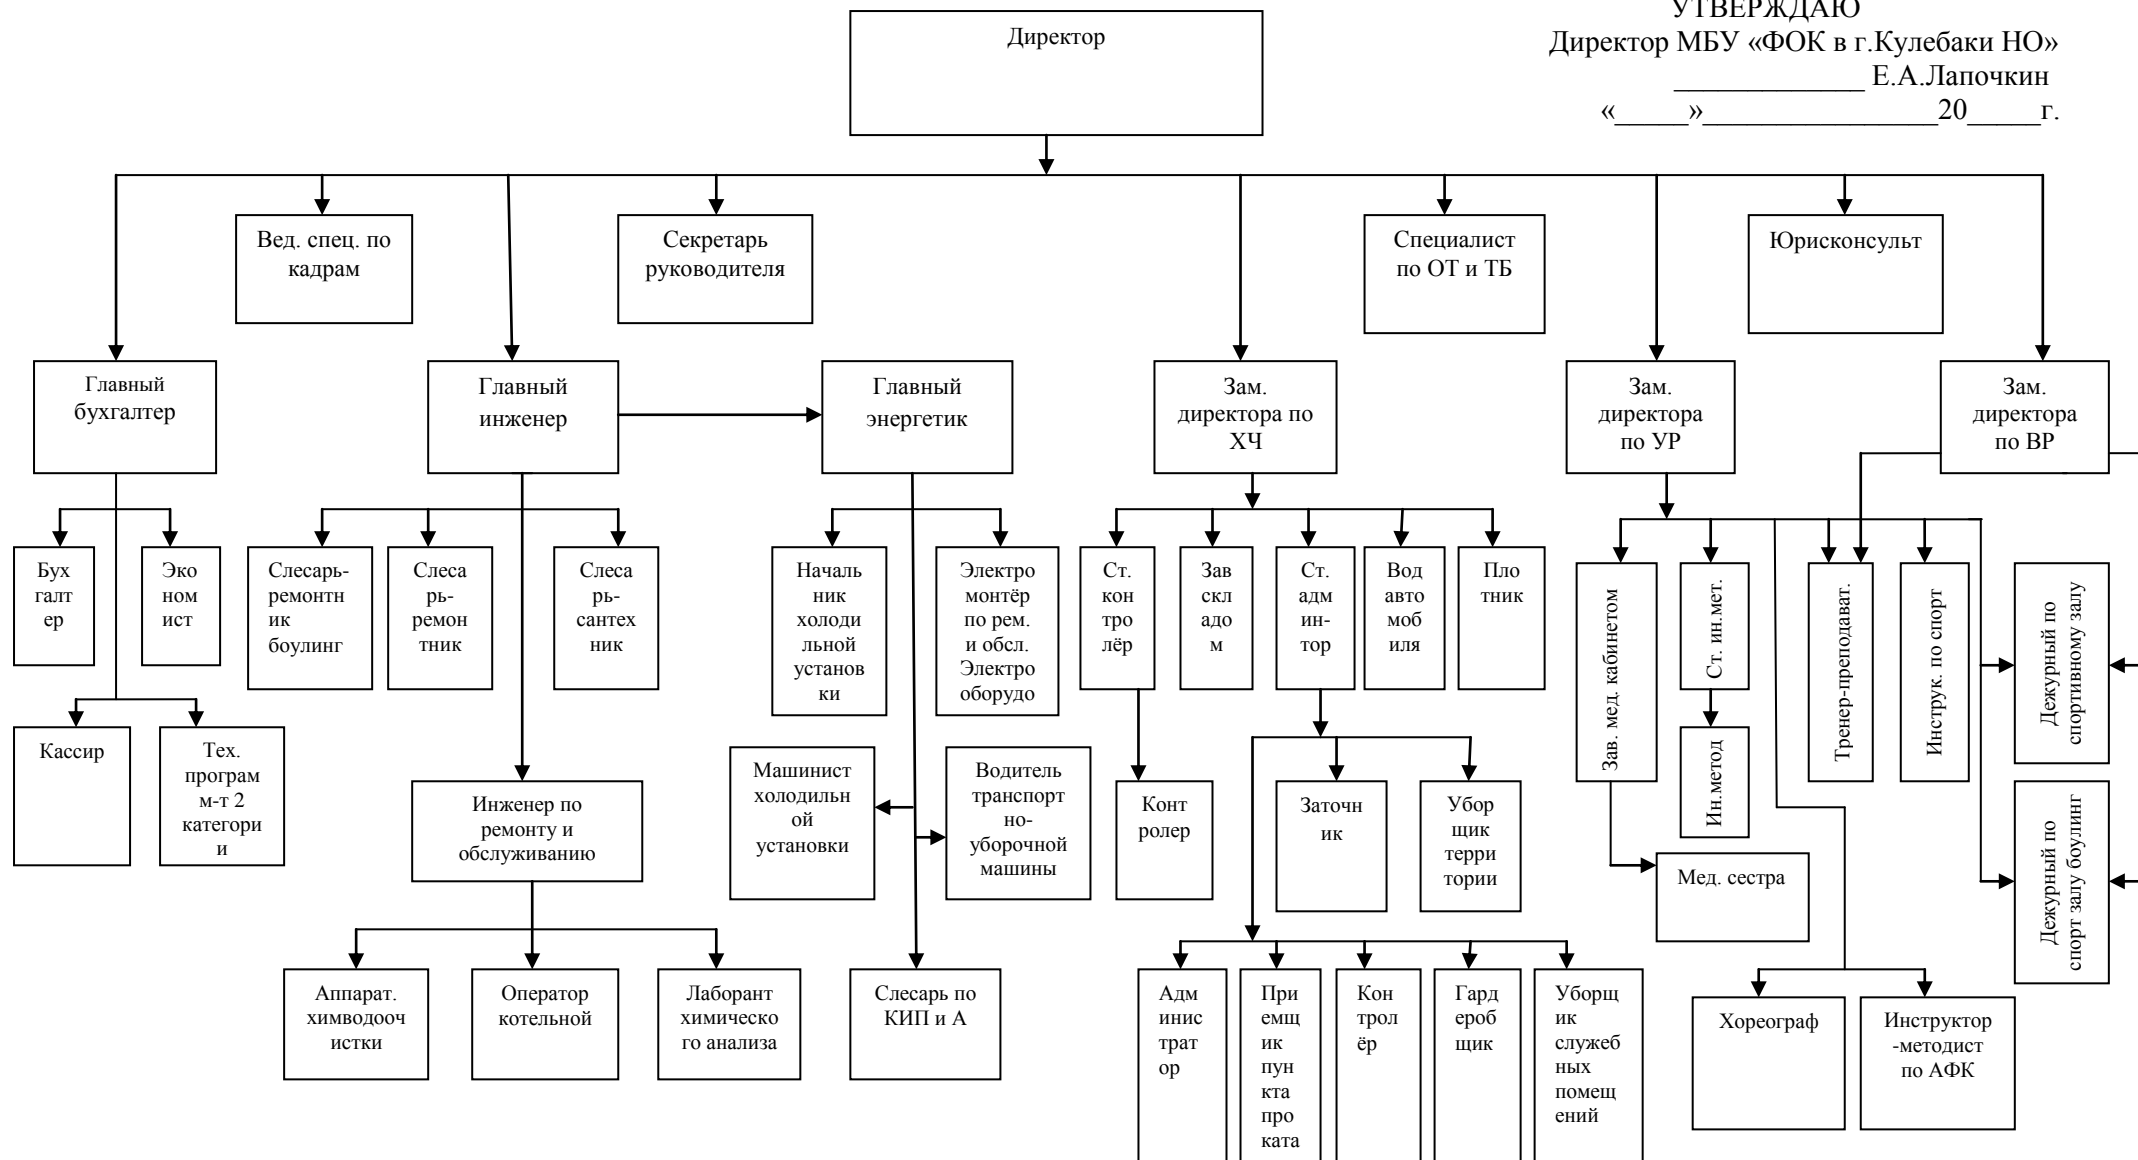 УТВЕРЖДАЮ
Директор МБУ «ФОК в г.Кулебаки НО»
_____________ Е.А.Лапочкин
«_____»________________20_____г.
Директор
Вед. спец. по
кадрам
Секретарь
руководителя
Специалист
по ОТ и ТБ
Юрисконсульт
Главный
бухгалтер
Главный
инженер
Главный
энергетик
Зам.
директора по
ХЧ
Зам.
директора
по УР
Зам.
директора
по ВР
Бух
галт
ер
Эко
ном
ист
Слесарь-
ремонтн
ик
боулинг
Слеса
рь-
ремон
тник
Слеса
рь-
сантех
ник
Началь
ник
холоди
льной
установ
ки
Электро
монтёр
по рем.
и обсл.
Электро
оборудо
Ст.
кон
тро
лёр
Зав
скл
адо
м
Ст.
адм
ин-
тор
Вод
авто
моб
иля
Пло
тник
Зав. мед. кабинетом
Ст. ин.мет.
Тренер-преподават.
Инструк. по спорт
Дежурный по
спортивному залу
Кассир
Тех.
програм
м-т 2
категори
и
Инженер по
ремонту и
обслуживанию
Машинист
холодильн
ой
установки
Водитель
транспорт
но-
уборочной
машины
Конт
ролер
Заточн
ик
Убор
щик
терри
тории
Ин.метод
Дежурный по
спорт залу боулинг
Мед. сестра
Аппарат.
химводооч
истки
Оператор
котельной
Лаборант
химическо
го анализа
Слесарь по
КИП и А
Адм
инис
трат
ор
При
емщ
ик
пун
кта
про
ката
Кон
трол
ёр
Гард
ероб
щик
Уборщ
ик
служеб
ных
помещ
ений
Хореограф
Инструктор
-методист
по АФК